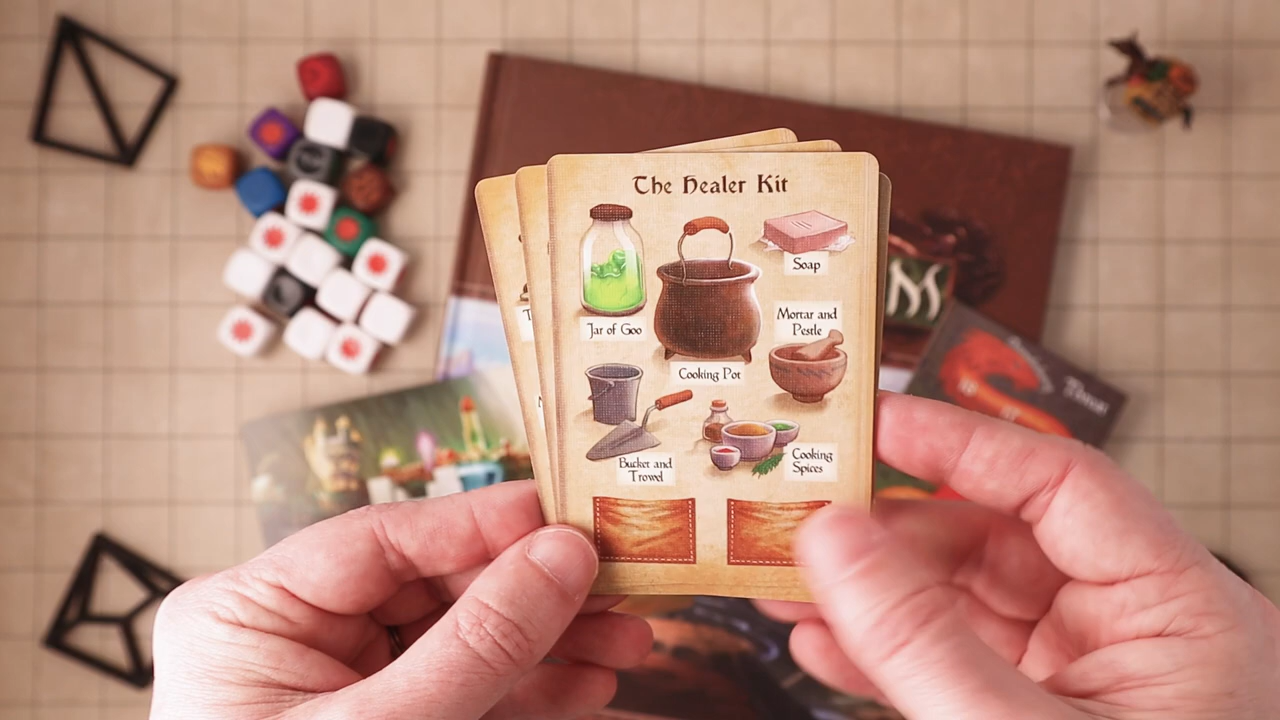 The Healer Kit
Soap
Jar of Goo
Mortar and
Pestle
Cooking Pot
Bucket and
Trowel
Cooking
Spices